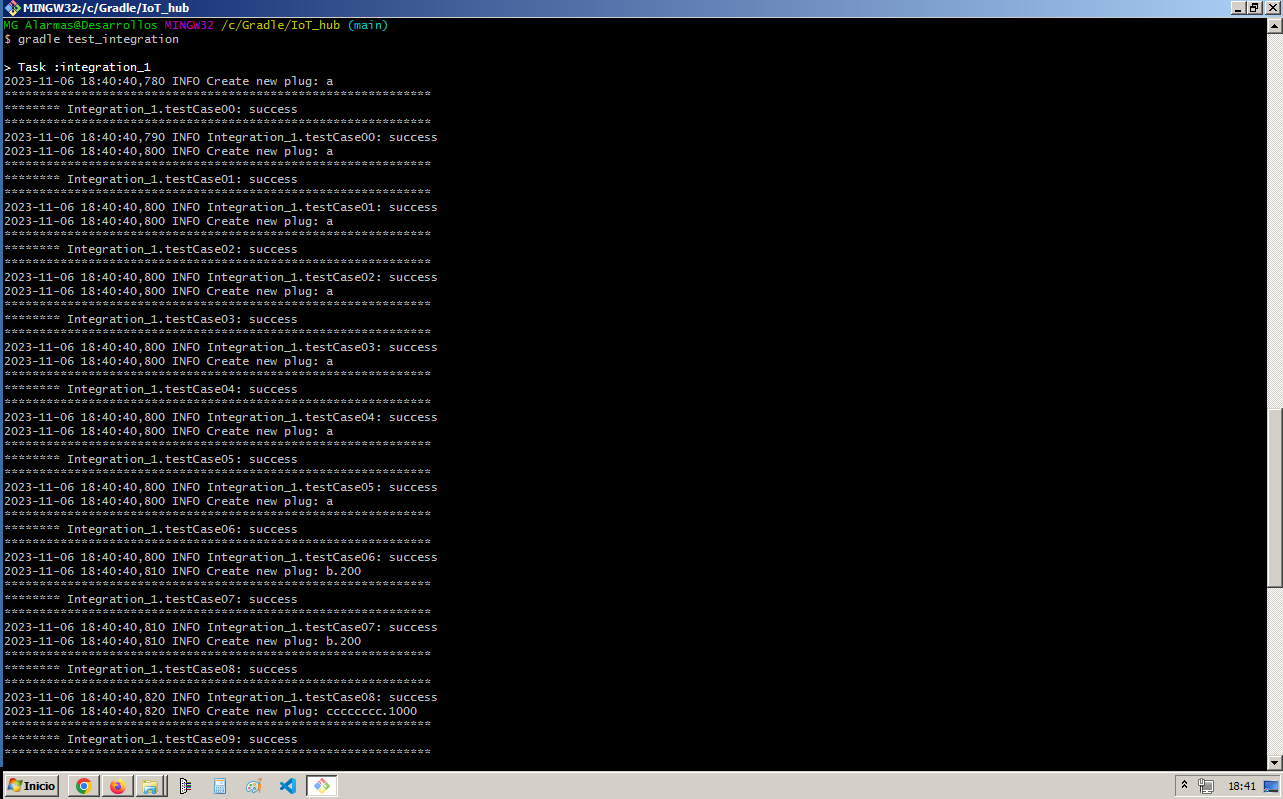 MINGW32:/c/Gradle/IoT_hub
MG Alarmas@Desarrollos MINGW32 /c/Gradle/IoT_hub (main)
$ gradle test_integration
> Task :integration_1
2023-11-06 18:40:40,780 INFO Create new plug: a
*************************************************************
******** Integration_1.testCase00: success
*************************************************************
2023-11-06 18:40:40,790 INFO Integration_1.testCase00: success
2023-11-06 18:40:40,800 INFO Create new plug: a
*************************************************************
******** Integration_1.testCase01: success
*************************************************************
2023-11-06 18:40:40,800 INFO Integration_1.testCase01: success
2023-11-06 18:40:40,800 INFO Create new plug: a
*************************************************************
******** Integration_1.testCase02: success
*************************************************************
2023-11-06 18:40:40,800 INFO Integration_1.testCase02: success
2023-11-06 18:40:40,800 INFO Create new plug: a
*************************************************************
******** Integration_1.testCase03: success
*************************************************************
2023-11-06 18:40:40,800 INFO Integration_1.testCase03: success
2023-11-06 18:40:40,800 INFO Create new plug: a
*************************************************************
******** Integration_1.testCase04: success
*************************************************************
2023-11-06 18:40:40,800 INFO Integration_1.testCase04: success
2023-11-06 18:40:40,800 INFO Create new plug: a
*************************************************************
******** Integration_1.testCase05: success
*************************************************************
2023-11-06 18:40:40,800 INFO Integration_1.testCase05: success
2023-11-06 18:40:40,800 INFO Create new plug: a
*************************************************************
******** Integration_1.testCase06: success
*************************************************************
2023-11-06 18:40:40,800 INFO Integration_1.testCase06: success
2023-11-06 18:40:40,810 INFO Create new plug: b.200
*************************************************************
******** Integration_1.testCase07: success
*************************************************************
2023-11-06 18:40:40,810 INFO Integration_1.testCase07: success
2023-11-06 18:40:40,810 INFO Create new plug: b.200
*************************************************************
******** Integration_1.testCase08: success
*************************************************************
2023-11-06 18:40:40,820 INFO Integration_1.testCase08: success
2023-11-06 18:40:40,820 INFO Create new plug: cccccccc.1000
*************************************************************
******** Integration_1.testCase09: success
*************************************************************
Inicio
18:41